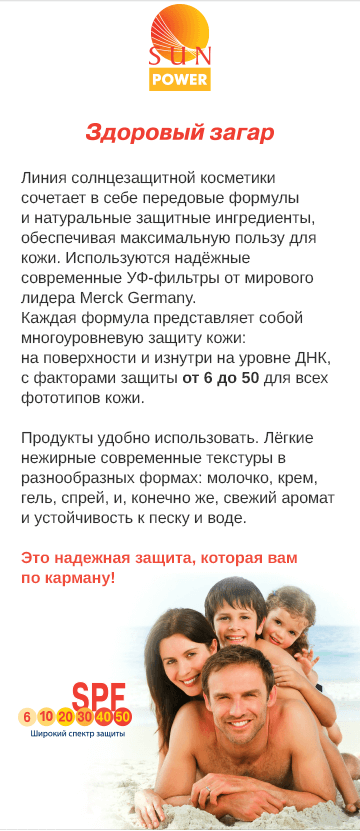 SUN
POWER
Здоровый загар
Линия солнцезащитной косметики
сочетает в себе передовые формулы
и натуральные защитные ингредиенты,
обеспечивая максимальную пользу для
кожи. Используются надёжные
современные УФ-фильтры от мирового
лидера Merck Germany.
Каждая формула представляет собой
многоуровневую защиту кожи:
на поверхности и изнутри на уровне ДНК,
с факторами защиты от 6 до 50 для всех
фототипов кожи.
Продукты удобно использовать. Лёгкие
нежирные современные текстуры в
разнообразных формах: молочко, крем,
гель, спрей, и, конечно же, свежий аромат
и устойчивость к песку и воде.
Это надежная защита, которая вам
по карману!
SPF
6 10 20 30 40 50
Широкий спектр защиты